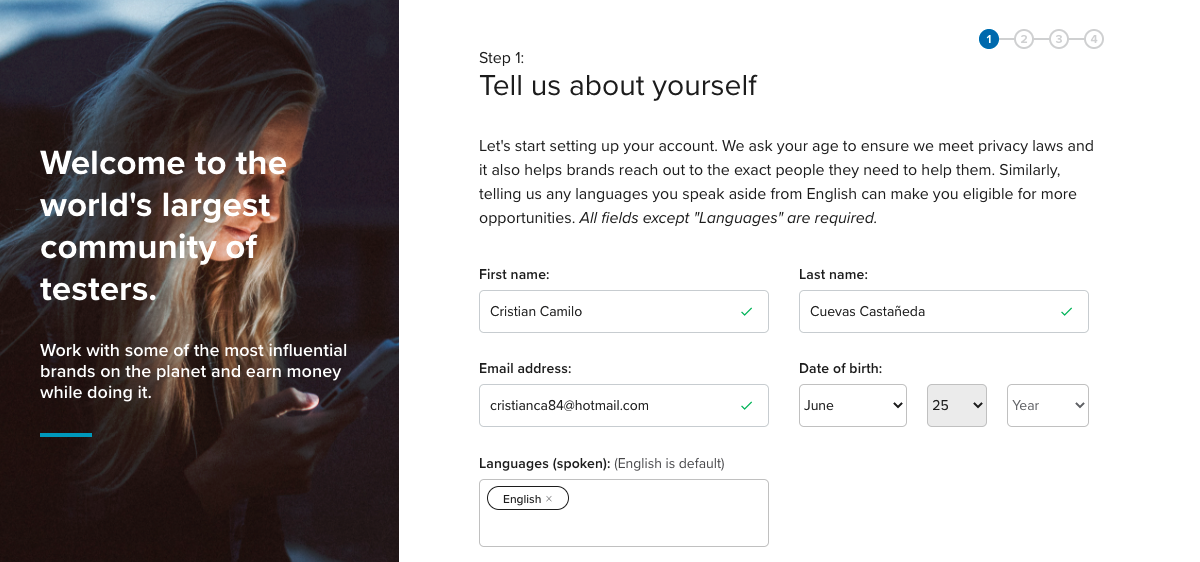 Welcome to the
world's largest
community of
testers.
Work with some of the most influential
brands on the planet and earn money
while doing it.
1 2 3 4
Step 1:
Tell us about yourself
Let's start setting up your account. We ask your age to ensure we meet privacy laws and
it also helps brands reach out to the exact people they need to help them. Similarly,
telling us any languages you speak aside from English can make you eligible for more
opportunities. All fields except "Languages" are required.
First name: Last name:
Cristian Camilo Cuevas Castañeda
Email address: Date of birth:
cristianca84@hotmail.com June 25 Year
Languages (spoken): (English is default)
English ×